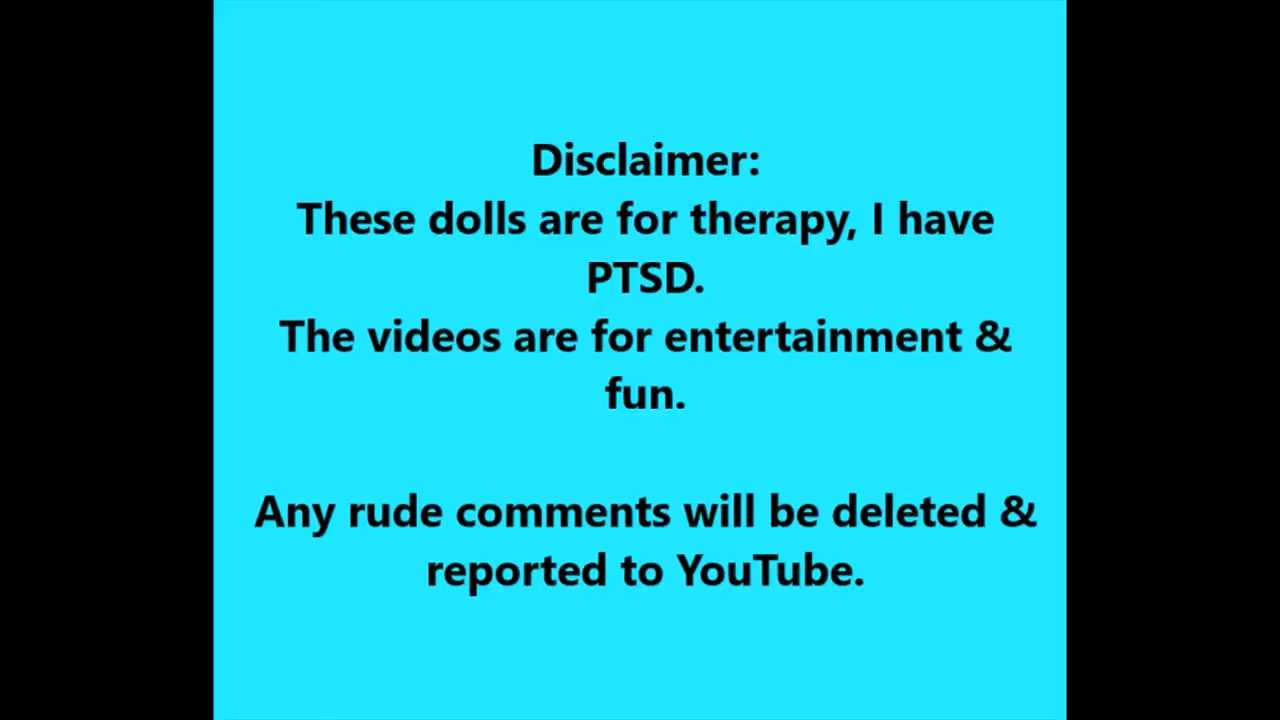 Disclaimer:
These dolls are for therapy, I have
PTSD.
The videos are for entertainment &
fun.
Any rude comments will be deleted &
reported to YouTube.